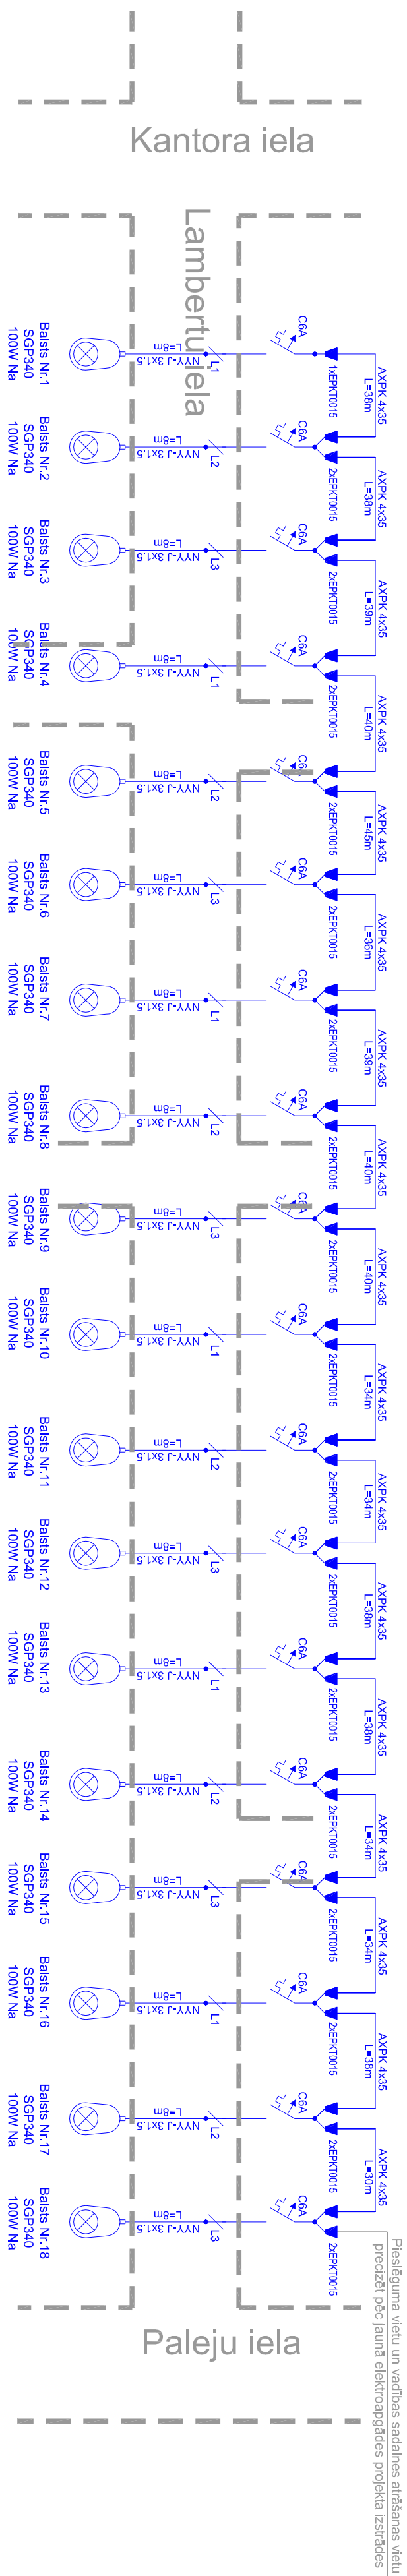 Kantora iela
Lambertu iela
AXPK 4x35
L=38m
C6A
1xEPKT0015
L1
L=8m
NYY-J 3x1.5
Balsts Nr.1
SGP340
100W Na
AXPK 4x35
L=38m
C6A
2xEPKT0015
L2
L=8m
NYY-J 3x1.5
Balsts Nr.2
SGP340
100W Na
AXPK 4x35
L=39m
C6A
2xEPKT0015
L3
L=8m
NYY-J 3x1.5
Balsts Nr.3
SGP340
100W Na
AXPK 4x35
L=40m
C6A
2xEPKT0015
L1
L=8m
NYY-J 3x1.5
Balsts Nr.4
SGP340
100W Na
AXPK 4x35
L=45m
C6A
2xEPKT0015
L2
L=8m
NYY-J 3x1.5
Balsts Nr.5
SGP340
100W Na
AXPK 4x35
L=36m
C6A
2xEPKT0015
L3
L=8m
NYY-J 3x1.5
Balsts Nr.6
SGP340
100W Na
AXPK 4x35
L=39m
C6A
2xEPKT0015
L1
L=8m
NYY-J 3x1.5
Balsts Nr.7
SGP340
100W Na
AXPK 4x35
L=40m
C6A
2xEPKT0015
L2
L=8m
NYY-J 3x1.5
Balsts Nr.8
SGP340
100W Na
AXPK 4x35
L=40m
C6A
2xEPKT0015
L3
L=8m
NYY-J 3x1.5
Balsts Nr.9
SGP340
100W Na
AXPK 4x35
L=34m
C6A
2xEPKT0015
L1
L=8m
NYY-J 3x1.5
Balsts Nr.10
SGP340
100W Na
AXPK 4x35
L=34m
C6A
2xEPKT0015
L2
L=8m
NYY-J 3x1.5
Balsts Nr.11
SGP340
100W Na
AXPK 4x35
L=38m
C6A
2xEPKT0015
L3
L=8m
NYY-J 3x1.5
Balsts Nr.12
SGP340
100W Na
AXPK 4x35
L=38m
C6A
2xEPKT0015
L1
L=8m
NYY-J 3x1.5
Balsts Nr.13
SGP340
100W Na
AXPK 4x35
L=34m
C6A
2xEPKT0015
L2
L=8m
NYY-J 3x1.5
Balsts Nr.14
SGP340
100W Na
AXPK 4x35
L=34m
C6A
2xEPKT0015
L3
L=8m
NYY-J 3x1.5
Balsts Nr.15
SGP340
100W Na
AXPK 4x35
L=38m
C6A
2xEPKT0015
L1
L=8m
NYY-J 3x1.5
Balsts Nr.16
SGP340
100W Na
AXPK 4x35
L=30m
C6A
2xEPKT0015
L2
L=8m
NYY-J 3x1.5
Balsts Nr.17
SGP340
100W Na
C6A
2xEPKT0015
L3
L=8m
NYY-J 3x1.5
Balsts Nr.18
SGP340
100W Na
Pieslēguma vietu un vadības sadalnes atrāšanas vietu
precizēt pēc jaunā elektroapgādes projekta izstrādes
Paleju iela